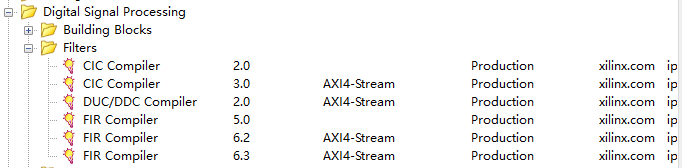 Digital Signal Processing
Building Blocks
Filters
CIC Compiler 2.0 Production xilinx.com ip
CIC Compiler 3.0 AXI4-Stream Production xilinx.com ip
DUC/DDC Compiler 2.0 AXI4-Stream Production xilinx.com ip
FIR Compiler 5.0 Production xilinx.com ip
FIR Compiler 6.2 AXI4-Stream Production xilinx.com ip
FIR Compiler 6.3 AXI4-Stream Production xilinx.com ip